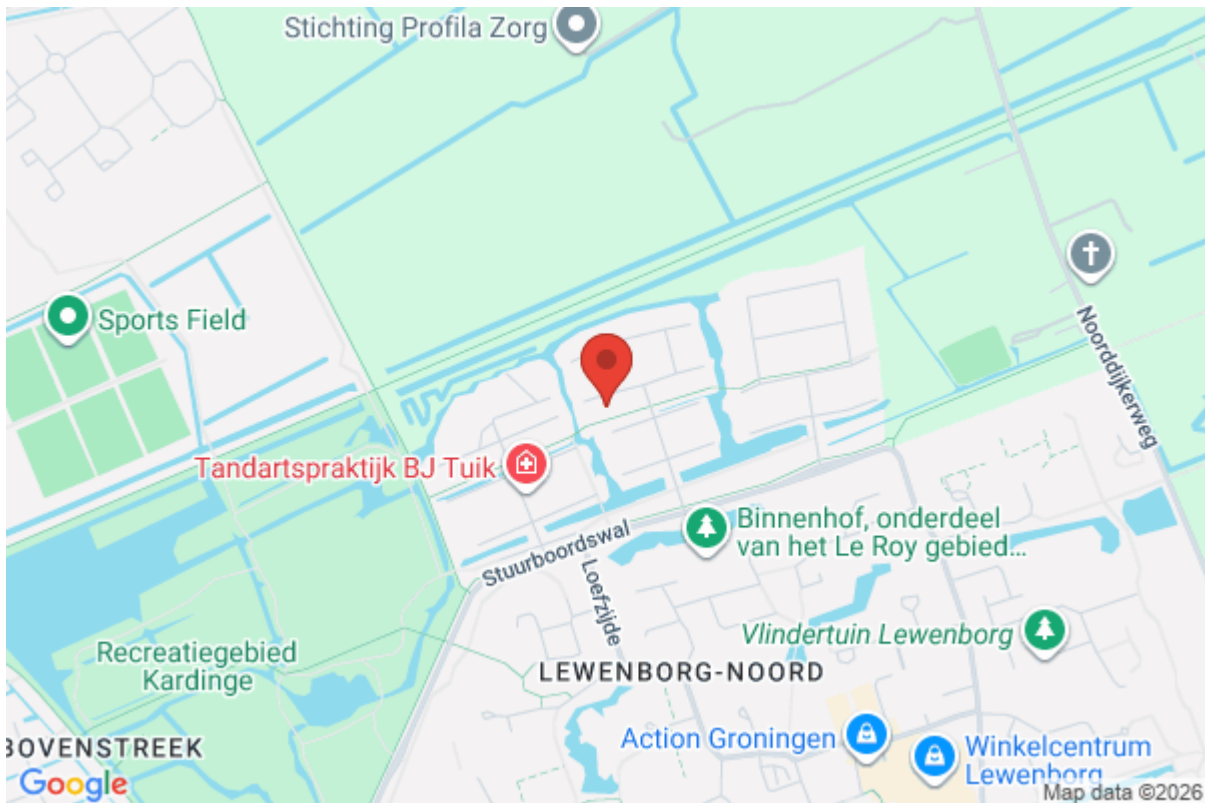 Stichting Profila Zorg
Sports Field
Noorddijkerweg
Tandartspraktijk BJ Tuik
Binnenhof, onderdeel
van het Le Roy gebied...
Stuurboordswal
Loefzijde
Vlindertuin Lewenborg
Recreatiegebied
Kardinge
LEWENBORG-NOORD
BOVENSTREEK
Action Groningen
Winkelcentrum
Lewenborg
Google
Map data ©2026